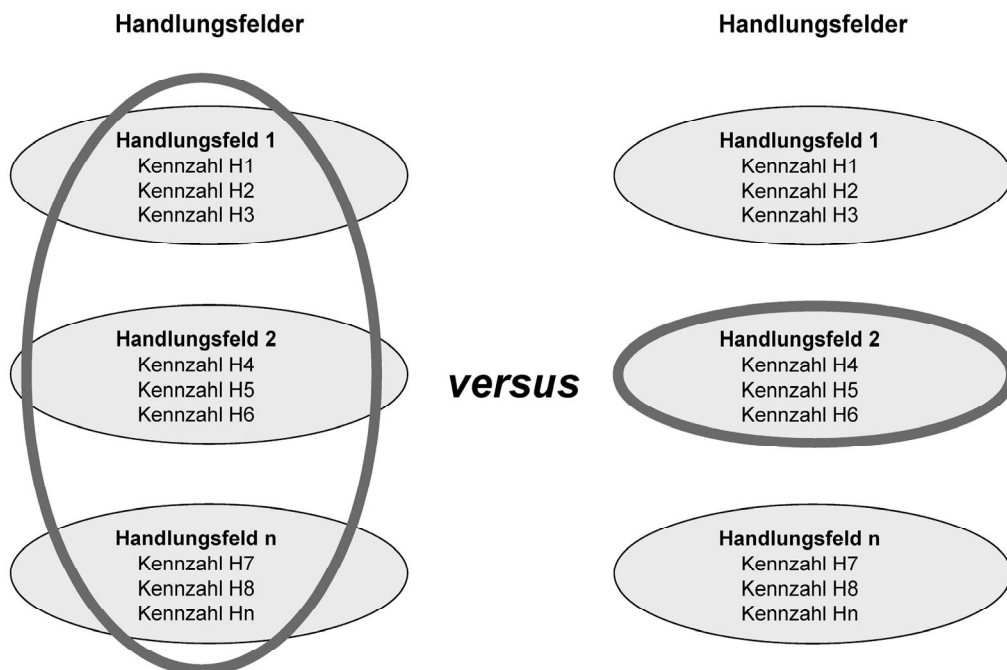 Handlungsfelder
Handlungsfeld 1
Kennzahl H1
Kennzahl H2
Kennzahl H3
Handlungsfeld 2
Kennzahl H4
Kennzahl H5
Kennzahl H6
Handlungsfeld n
Kennzahl H7
Kennzahl H8
Kennzahl Hn
versus
Handlungsfelder
Handlungsfeld 1
Kennzahl H1
Kennzahl H2
Kennzahl H3
Handlungsfeld 2
Kennzahl H4
Kennzahl H5
Kennzahl H6
Handlungsfeld n
Kennzahl H7
Kennzahl H8
Kennzahl Hn